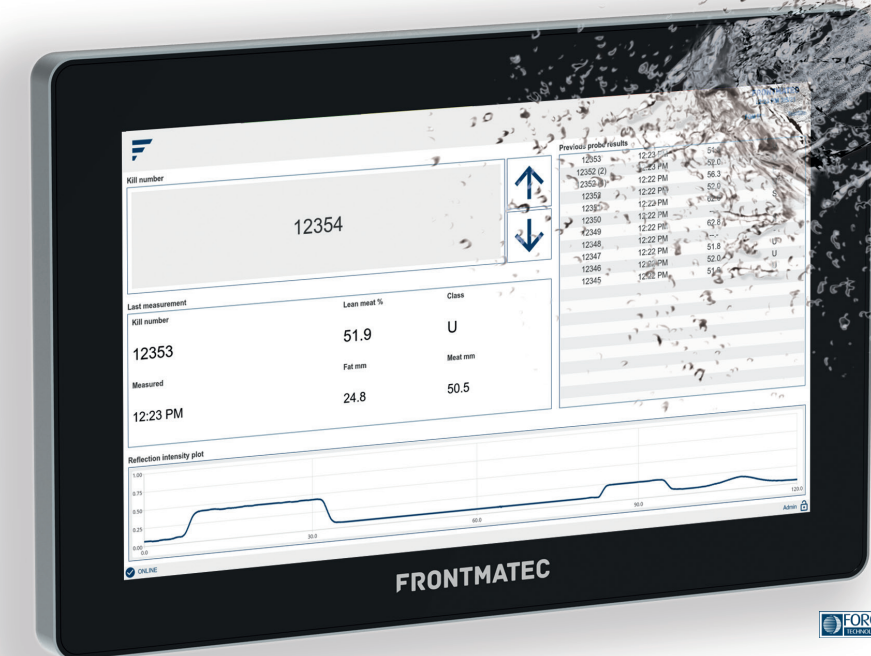 Kill number
12354
Last measurement
Kill number
12353
Lean meat %
51.9
Class
U
Measured
12:23 PM
Fat mm
24.8
Meat mm
50.5
Previous probe results
12353 12:23
12352 (2) PM 52.0
12:22 PM 56.3
12352 12:22 PM 52.0
12:22 PM
12350 12:22 PM 62.8
12349 12:22 PM
12348 12:22 PM 51.8 U
12347 12:22 PM 52.0 U
12346 12:22 PM
12345
Reflection intensity plot
1.00
0.75
0.50
0.25
0.00
0.0 30.0 60.0 90.0 120.0
ONLINE
Admin
FRONTMATEC